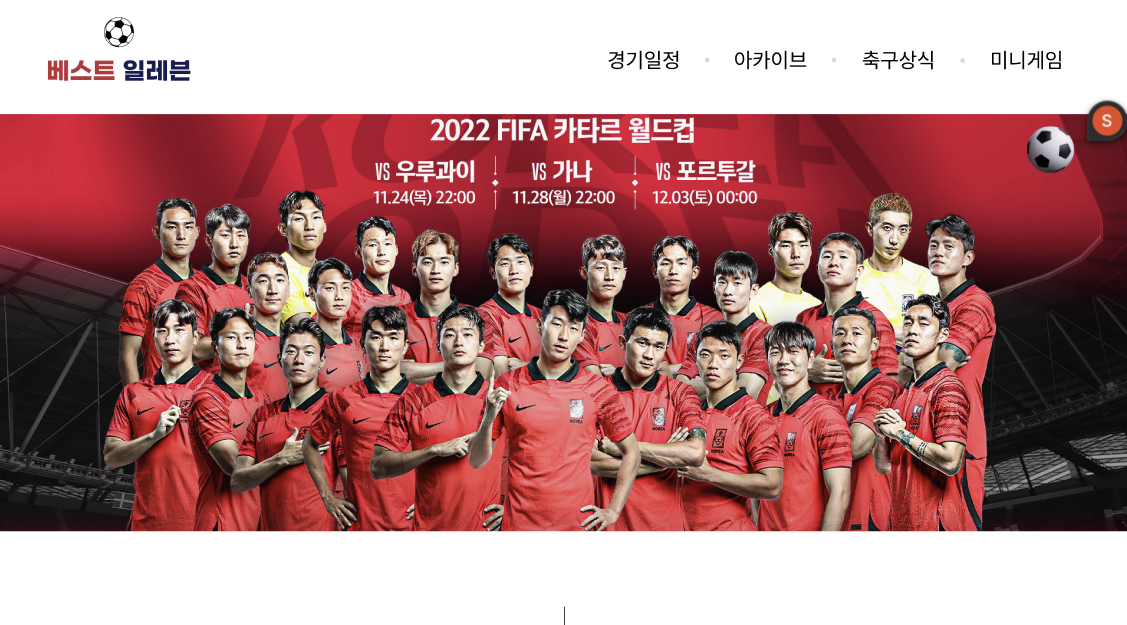 베스트 일레븐
경기일정 • 아카이브 • 축구상식 • 미니게임
S
2022 FIFA 카타르 월드컵
VS 우루과이 VS 가나 VS 포르투갈
11.24(목) 22:00 11.28(월) 22:00 12.03(토) 00:00